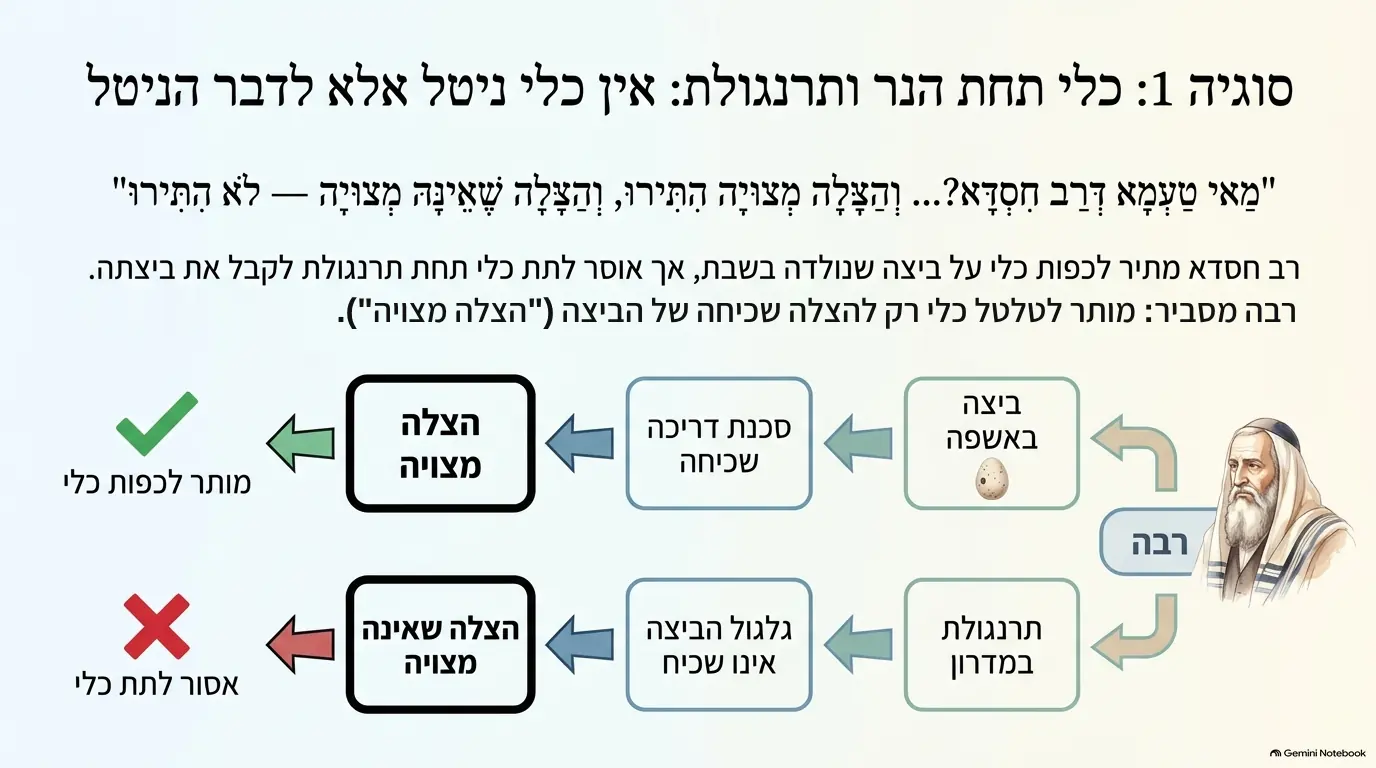 סוגיה 1: כלי תחת הנר ותרנגולת: אין כלי ניטל אלא לדבר הניטל
"מַאי טַעְמָא דְּרַב חִסְדָּא?... וְהַצָּלָה מְצוּיָה הִתִּירוּ, וְהַצָּלָה שֶׁאֵינָהּ מְצוּיָה — לֹא הִתִּירוּ"
רב חסדא מתיר לכפות כלי על ביצה שנולדה בשבת, אך אוסר לתת כלי תחת תרנגולת לקבל את ביצתה.
רבה מסביר: מותר לטלטל כלי רק להצלה שכיחה של הביצה ("הצלה מצויה").
רבה
ביצה
באשפה
סכנת דריכה
שכיחה
הצלה
מצויה
מותר לכפות כלי
תרנגולת
במדרון
גלגול הביצה
אינו שכיח
הצלה שאינה
מצויה
אסור לתת כלי
Gemini Notebook